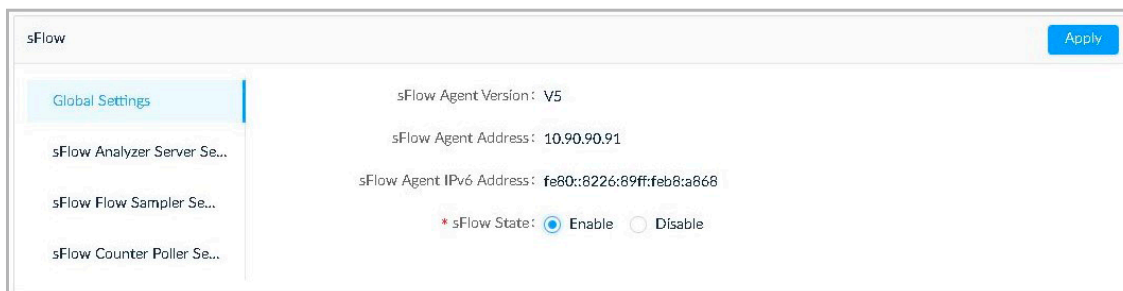 sFlow
Apply
Global Settings
sFlow Analyzer Server Se...
sFlow Flow Sampler Se...
sFlow Counter Poller Se...
sFlow Agent Version: V5
sFlow Agent Address: 10.90.90.91
sFlow Agent IPv6 Address: fe80::8226:89ff:feb8:a868
* sFlow State: Enable Disable